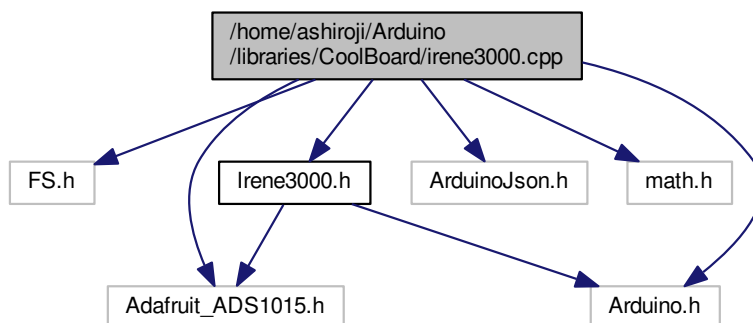 /home/ashiroji/Arduino
/libraries/CoolBoard/irene3000.cpp
FS.h
Irene3000.h
ArduinoJson.h
math.h
Adafruit_ADS1015.h
Arduino.h